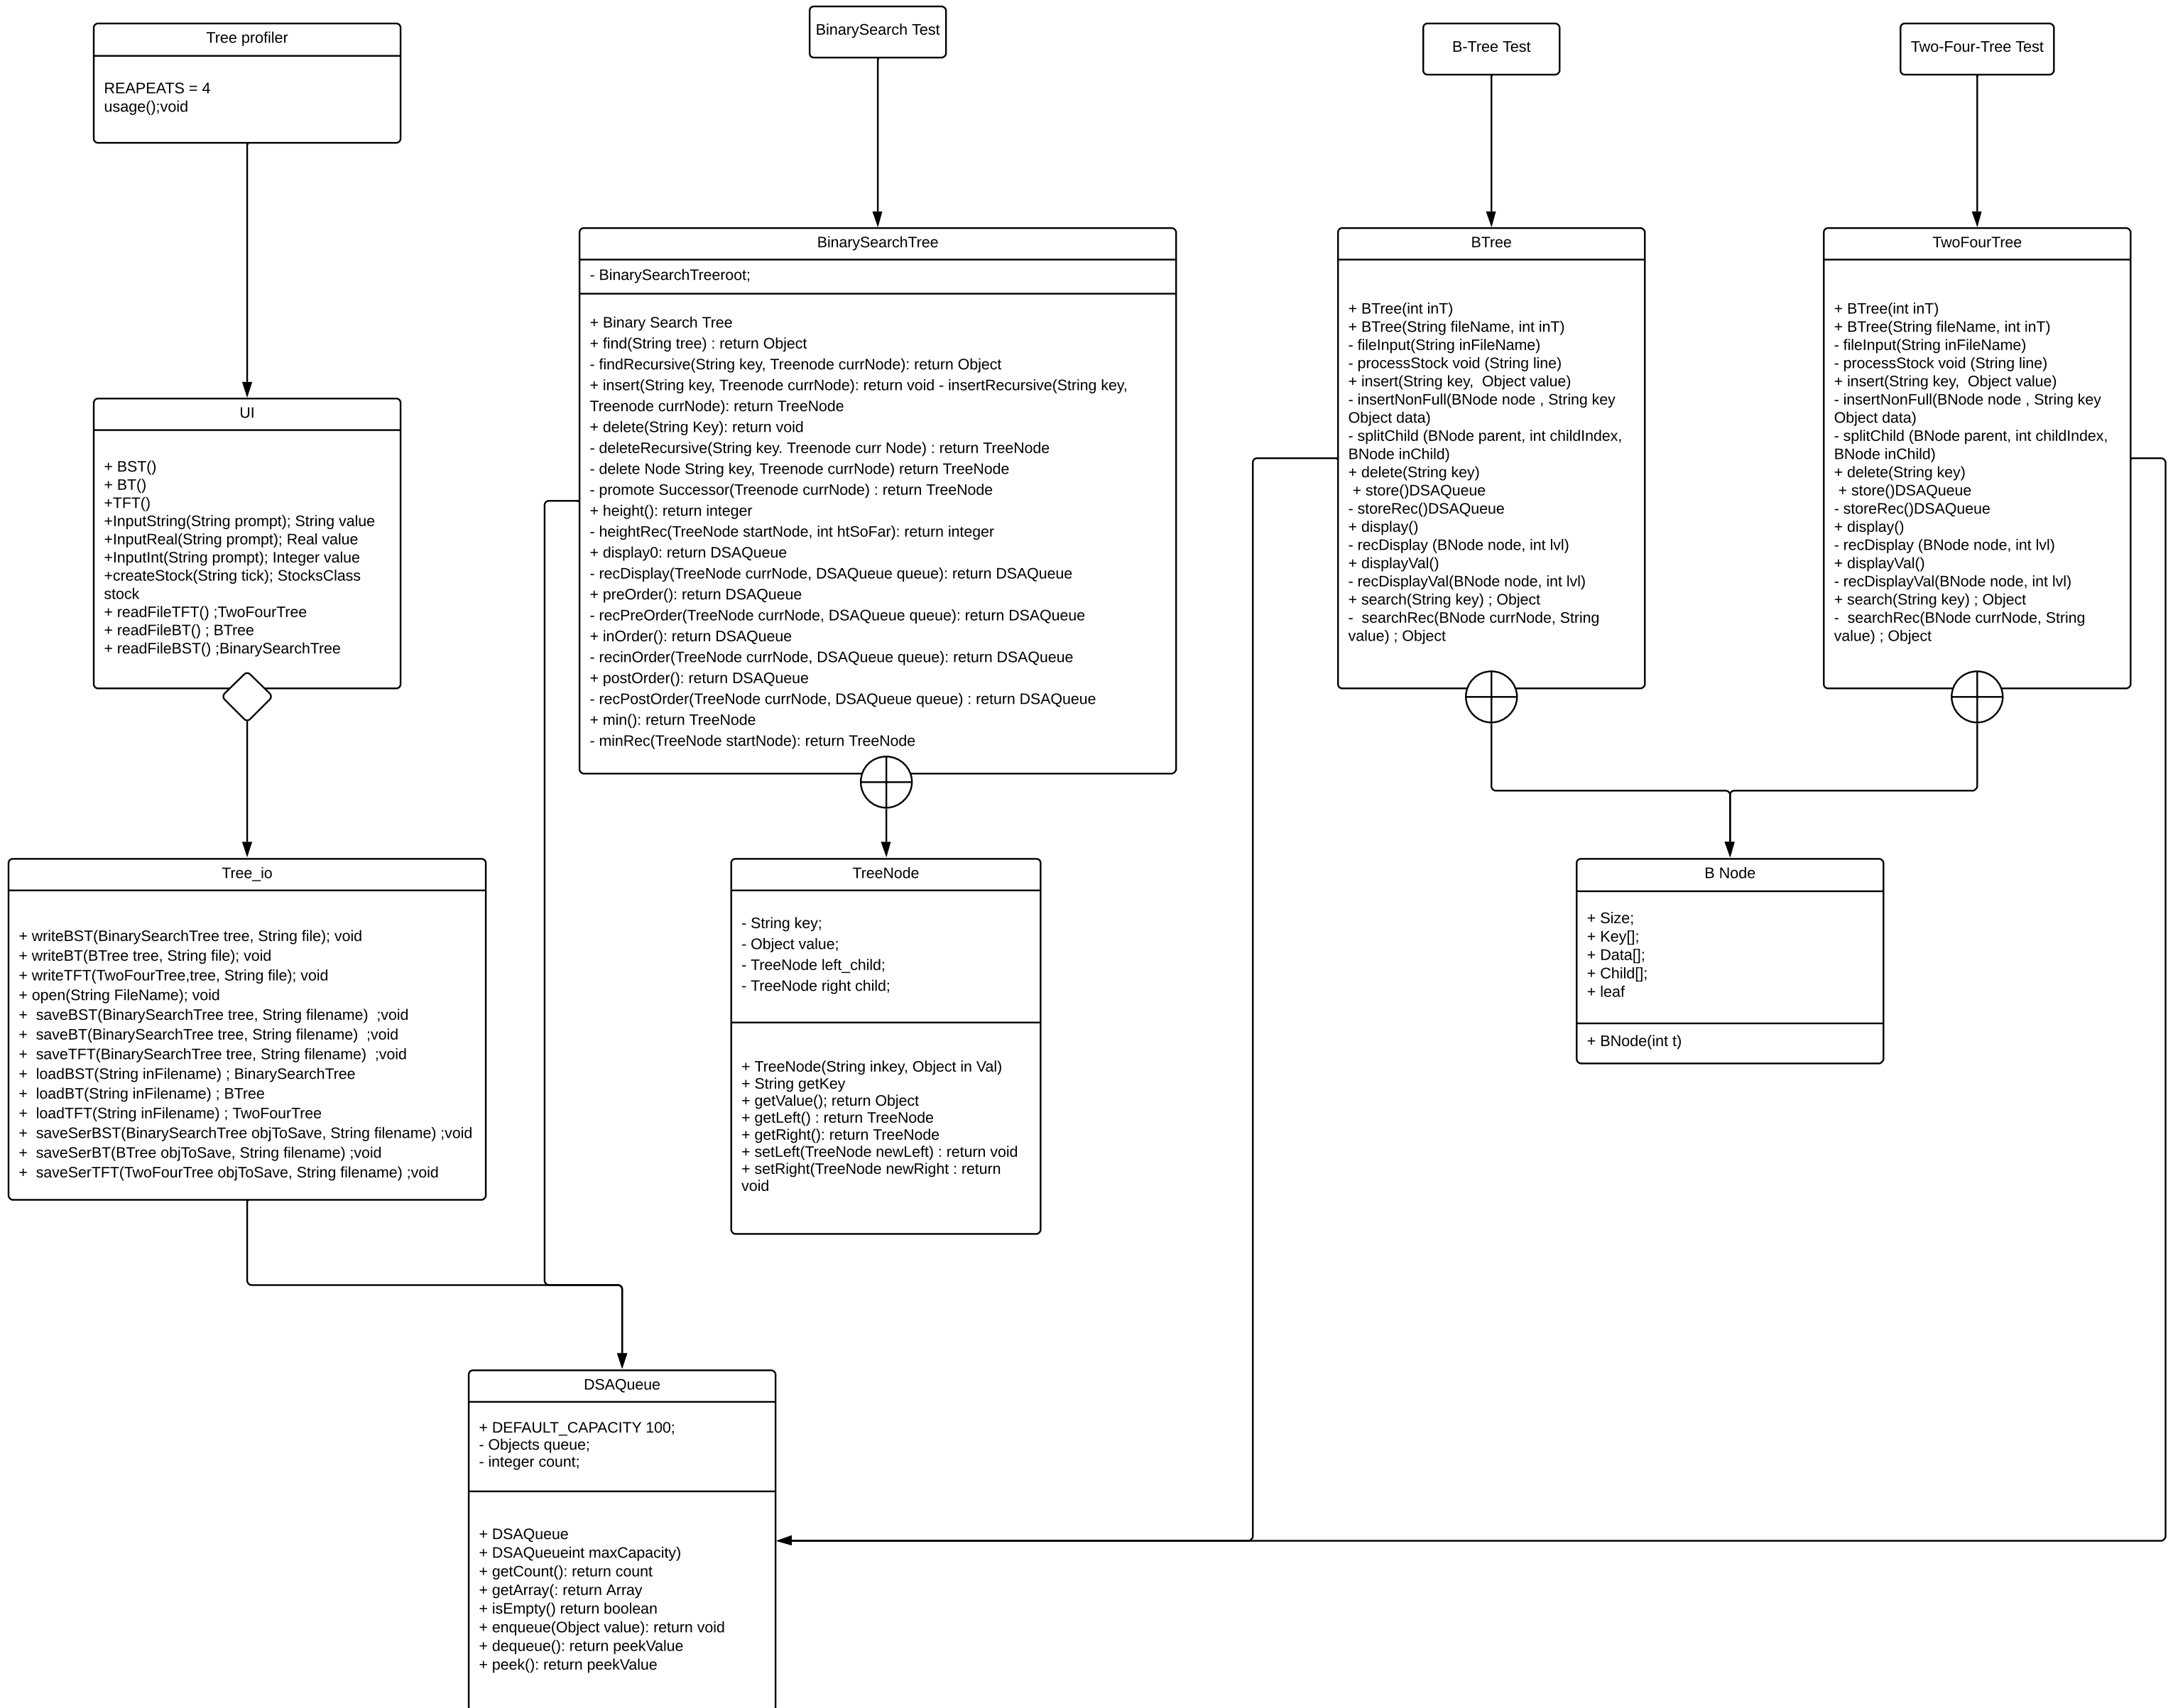 Tree profiler
REAPEATS = 4
usage();void
BinarySearch Test
B-Tree Test
Two-Four-Tree Test
UI
+ BST()
+ BT()
+TFT()
+InputString(String prompt); String value
+InputReal(String prompt); Real value
+InputInt(String prompt); Integer value
+createStock(String tick); StocksClass
stock
+ readFileTFT() ;TwoFourTree
+ readFileBT() ; BTree
+ readFileBST() ;BinarySearchTree
BinarySearchTree
- BinarySearchTreeroot;
+ Binary Search Tree
+ find(String tree) : return Object
- findRecursive(String key, Treenode currNode): return Object
+ insert(String key, Treenode currNode): return void - insertRecursive(String key,
Treenode currNode): return TreeNode
+ delete(String Key): return void
- deleteRecursive(String key. Treenode curr Node) : return TreeNode
- delete Node String key, Treenode currNode) return TreeNode
- promote Successor(Treenode currNode) : return TreeNode
+ height(): return integer
- heightRec(TreeNode startNode, int htSoFar): return integer
+ display0: return DSAQueue
- recDisplay(TreeNode currNode, DSAQueue queue): return DSAQueue
+ preOrder(): return DSAQueue
- recPreOrder(TreeNode currNode, DSAQueue queue): return DSAQueue
+ inOrder(): return DSAQueue
- recinOrder(TreeNode currNode, DSAQueue queue): return DSAQueue
+ postOrder(): return DSAQueue
- recPostOrder(TreeNode currNode, DSAQueue queue) : return DSAQueue
+ min(): return TreeNode
- minRec(TreeNode startNode): return TreeNode
BTree
+ BTree(int inT)
+ BTree(String fileName, int inT)
- fileInput(String inFileName)
- processStock void (String line)
+ insert(String key,  Object value)
- insertNonFull(BNode node , String key
Object data)
- splitChild (BNode parent, int childIndex,
BNode inChild)
+ delete(String key)
+ store()DSAQueue
- storeRec()DSAQueue
+ display()
- recDisplay (BNode node, int lvl)
+ displayVal()
- recDisplayVal(BNode node, int lvl)
+ search(String key) ; Object
-  searchRec(BNode currNode, String
value) ; Object
TwoFourTree
+ BTree(int inT)
+ BTree(String fileName, int inT)
- fileInput(String inFileName)
- processStock void (String line)
+ insert(String key,  Object value)
- insertNonFull(BNode node , String key
Object data)
- splitChild (BNode parent, int childIndex,
BNode inChild)
+ delete(String key)
+ store()DSAQueue
- storeRec()DSAQueue
+ display()
- recDisplay (BNode node, int lvl)
+ displayVal()
- recDisplayVal(BNode node, int lvl)
+ search(String key) ; Object
-  searchRec(BNode currNode, String
value) ; Object
Tree_io
+ writeBST(BinarySearchTree tree, String file); void
+ writeBT(BTree tree, String file); void
+ writeTFT(TwoFourTree,tree, String file); void
+ open(String FileName); void
+  saveBST(BinarySearchTree tree, String filename)  ;void
+  saveBT(BinarySearchTree tree, String filename)  ;void
+  saveTFT(BinarySearchTree tree, String filename)  ;void
+  loadBST(String inFilename) ; BinarySearchTree
+  loadBT(String inFilename) ; BTree
+  loadTFT(String inFilename) ; TwoFourTree
+  saveSerBST(BinarySearchTree objToSave, String filename) ;void
+  saveSerBT(BTree objToSave, String filename) ;void
+  saveSerTFT(TwoFourTree objToSave, String filename) ;void
TreeNode
- String key;
- Object value;
- TreeNode left_child;
- TreeNode right child;
+ TreeNode(String inkey, Object in Val)
+ String getKey
+ getValue(); return Object
+ getLeft() : return TreeNode
+ getRight(): return TreeNode
+ setLeft(TreeNode newLeft) : return void
+ setRight(TreeNode newRight : return
void
B Node
+ Size;
+ Key[];
+ Data[];
+ Child[];
+ leaf
+ BNode(int t)
DSAQueue
+ DEFAULT_CAPACITY 100;
- Objects queue;
- integer count;
+ DSAQueue
+ DSAQueueint maxCapacity)
+ getCount(): return count
+ getArray(: return Array
+ isEmpty() return boolean
+ enqueue(Object value): return void
+ dequeue(): return peekValue
+ peek(): return peekValue